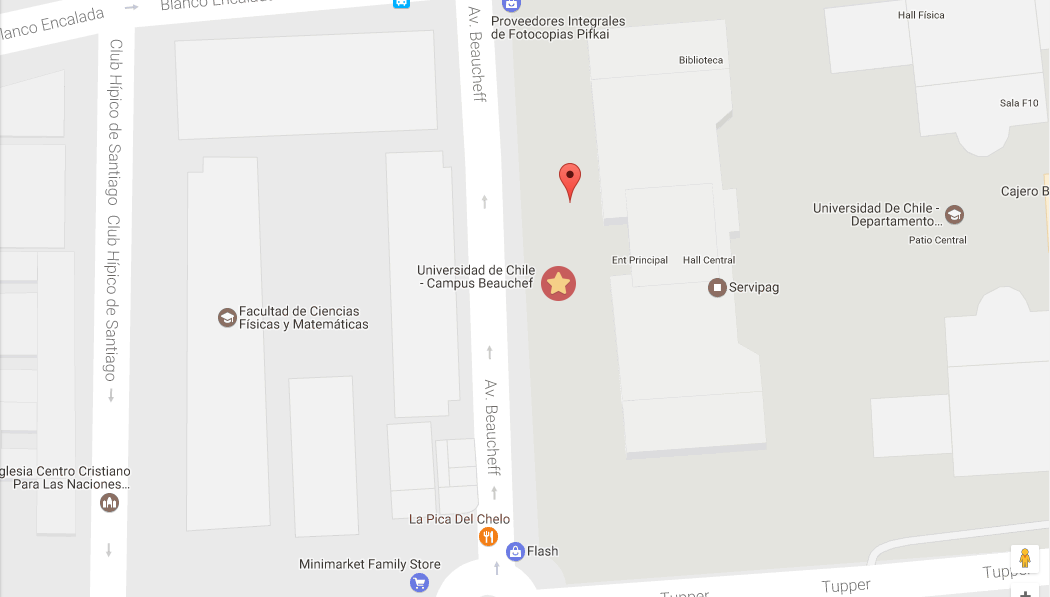 Blanco Encalada
Blanco Encalada
Av. Beaucheff
Proveedores Integrales
de Fotocopias Pifkai
Hall Física
Biblioteca
Sala F10
Club Hípico de Santiago
Club Hípico de Santiago
Cajero B
Universidad De Chile -
Departamento...
Patio Central
Ent Principal
Hall Central
Universidad de Chile
- Campus Beauchef
Servipag
Facultad de Ciencias
Físicas y Matemáticas
Av. Beaucheff
glesia Centro Cristiano
Para Las Naciones...
La Pica Del Chelo
Flash
Minimarket Family Store
Tupper
Tupper
Tupper